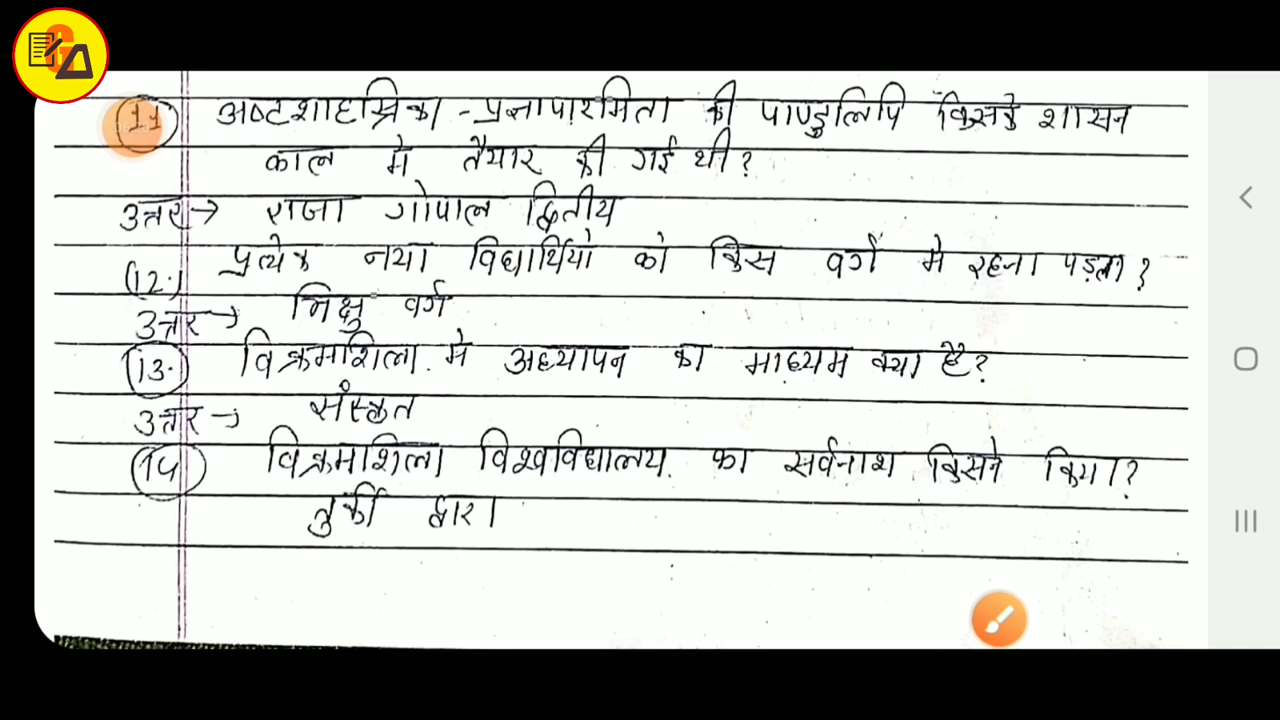 (11) अष्टशाहस्रिका - प्रज्ञापारमिता की पाण्डुलिपि किसके शासन
काल मे तैयार की गई थी?
उत्तर → राजा गोपाल द्वितीय
(12.) प्रत्येक नया विद्यार्थियो को किस वर्ग मे रहना पड़ता?
उत्तर → भिक्षु वर्ग
(13.) विक्रमशिला मे अध्यापन का माध्यम क्या है?
उत्तर → संस्कृत
(14) विक्रमशिला विश्वविद्यालय का सर्वनाश किसने किया?
तुर्की द्वारा